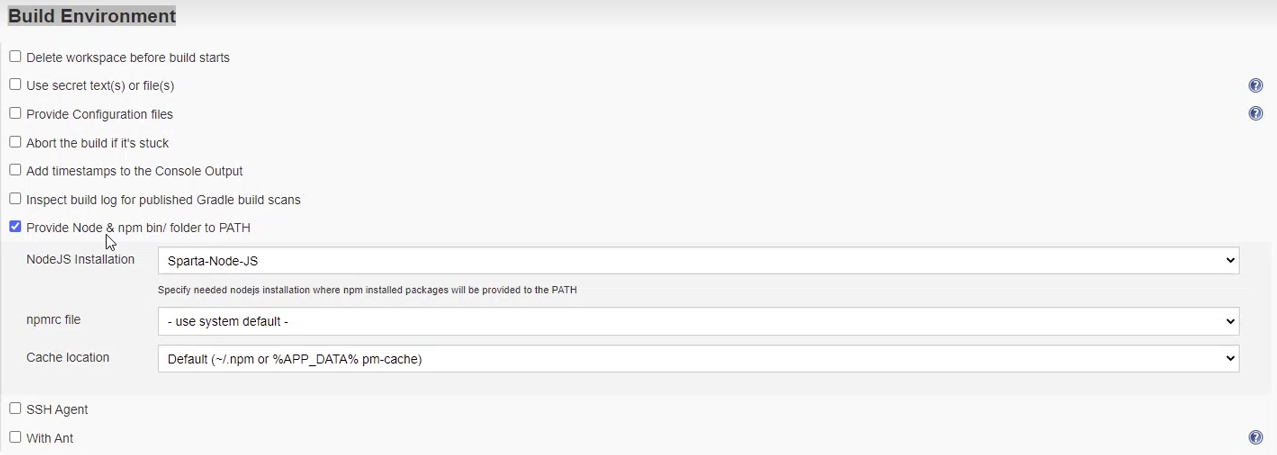 Build Environment
Delete workspace before build starts
Use secret text(s) or file(s)
Provide Configuration files
Abort the build if it's stuck
Add timestamps to the Console Output
Inspect build log for published Gradle build scans
Provide Node & npm bin/ folder to PATH
NodeJS Installation Sparta-Node-JS
Specify needed nodejs installation where npm installed packages will be provided to the PATH
npmrc file - use system default -
Cache location Default (~/.npm or %APP_DATA% pm-cache)
SSH Agent
With Ant